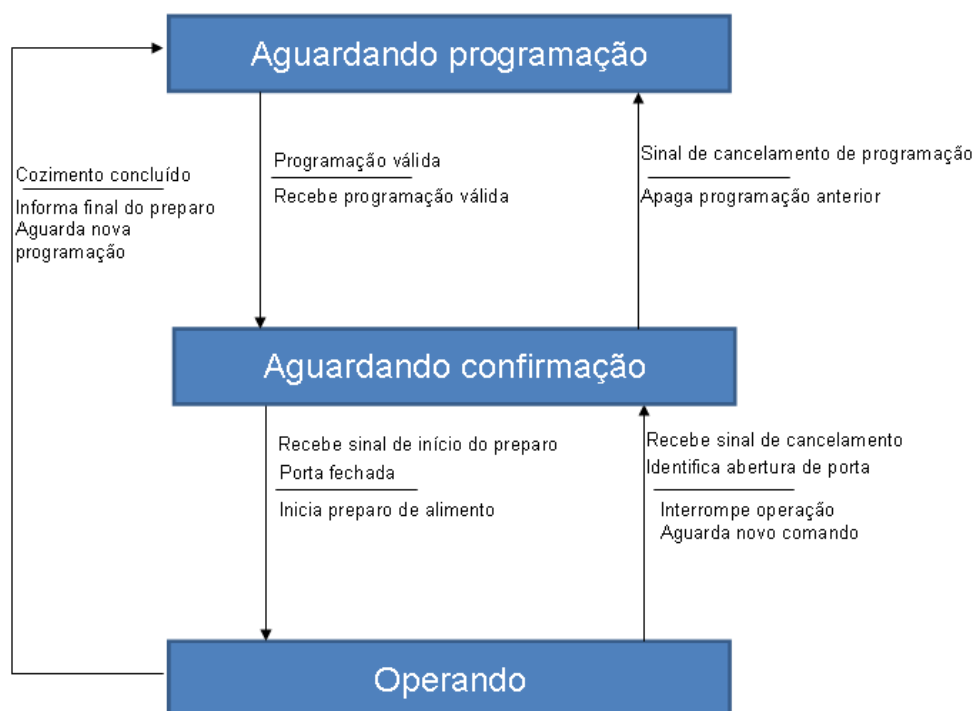 Aguardando programação
Cozimento concluído
Informa final do preparo
Aguarda nova
programação
Programação válida
Recebe programação válida
Sinal de cancelamento de programação
Apaga programação anterior
Aguardando confirmação
Recebe sinal de início do preparo
Porta fechada
Inicia preparo de alimento
Recebe sinal de cancelamento
Identifica abertura de porta
Interrompe operação
Aguarda novo comando
Operando